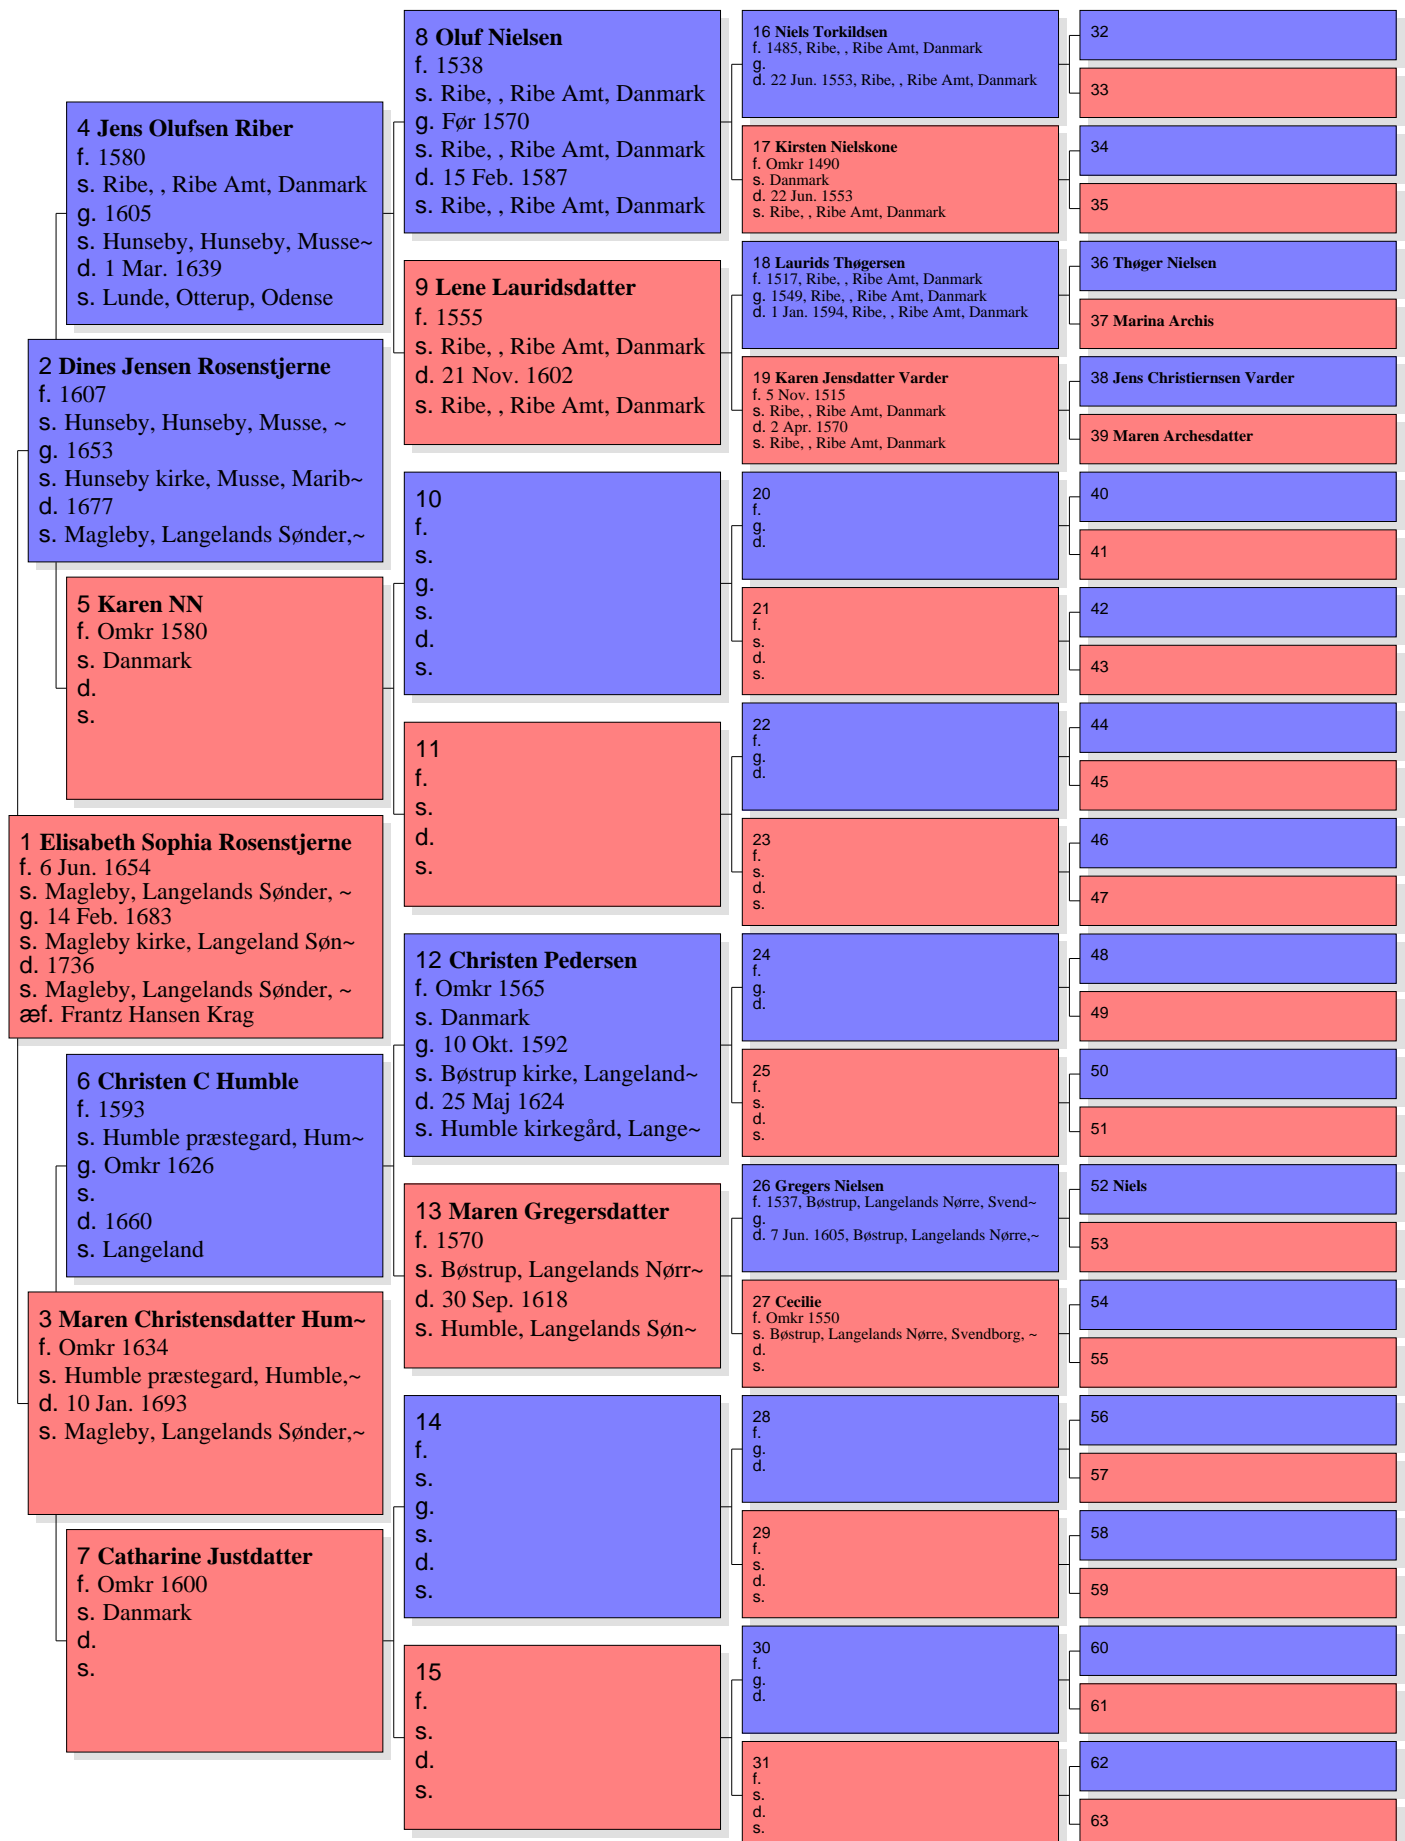 8 Oluf Nielsen
f. 1538
s. Ribe, , Ribe Amt, Danmark
g. Før 1570
s. Ribe, , Ribe Amt, Danmark
d. 15 Feb. 1587
s. Ribe, , Ribe Amt, Danmark
4 Jens Olufsen Riber
f. 1580
s. Ribe, , Ribe Amt, Danmark
g. 1605
s. Hunseby, Hunseby, Musse~
d. 1 Mar. 1639
s. Lunde, Otterup, Odense
9 Lene Lauridsdatter
f. 1555
s. Ribe, , Ribe Amt, Danmark
d. 21 Nov. 1602
s. Ribe, , Ribe Amt, Danmark
2 Dines Jensen Rosenstjerne
f. 1607
s. Hunseby, Hunseby, Musse, ~
g. 1653
s. Hunseby kirke, Musse, Marib~
d. 1677
s. Magleby, Langelands Sønder,~
10
f.
s.
g.
s.
d.
s.
5 Karen NN
f. Omkr 1580
s. Danmark
d.
s.
11
f.
s.
d.
s.
1 Elisabeth Sophia Rosenstjerne
f. 6 Jun. 1654
s. Magleby, Langelands Sønder, ~
g. 14 Feb. 1683
s. Magleby kirke, Langeland Søn~
d. 1736
s. Magleby, Langelands Sønder, ~
æf. Frantz Hansen Krag
12 Christen Pedersen
f. Omkr 1565
s. Danmark
g. 10 Okt. 1592
s. Bøstrup kirke, Langeland~
d. 25 Maj 1624
s. Humble kirkegård, Lange~
6 Christen C Humble
f. 1593
s. Humble præstegard, Hum~
g. Omkr 1626
s.
d. 1660
s. Langeland
13 Maren Gregersdatter
f. 1570
s. Bøstrup, Langelands Nørr~
d. 30 Sep. 1618
s. Humble, Langelands Søn~
3 Maren Christensdatter Hum~
f. Omkr 1634
s. Humble præstegard, Humble,~
d. 10 Jan. 1693
s. Magleby, Langelands Sønder,~
14
f.
s.
g.
s.
d.
s.
7 Catharine Justdatter
f. Omkr 1600
s. Danmark
d.
s.
15
f.
s.
d.
s.
16 Niels Torkildsen
f. 1485, Ribe, , Ribe Amt, Danmark
g.
d. 22 Jun. 1553, Ribe, , Ribe Amt, Danmark
17 Kirsten Nielskone
f. Omkr 1490
s. Danmark
d. 22 Jun. 1553
s. Ribe, , Ribe Amt, Danmark
18 Laurids Thøgersen
f. 1517, Ribe, , Ribe Amt, Danmark
g. 1549, Ribe, , Ribe Amt, Danmark
d. 1 Jan. 1594, Ribe, , Ribe Amt, Danmark
19 Karen Jensdatter Varder
f. 5 Nov. 1515
s. Ribe, , Ribe Amt, Danmark
d. 2 Apr. 1570
s. Ribe, , Ribe Amt, Danmark
20
f.
g.
d.
21
f.
s.
d.
s.
22
f.
g.
d.
23
f.
s.
d.
s.
24
f.
g.
d.
25
f.
s.
d.
s.
26 Gregers Nielsen
f. 1537, Bøstrup, Langelands Nørre, Svend~
g.
d. 7 Jun. 1605, Bøstrup, Langelands Nørre,~
27 Cecilie
f. Omkr 1550
s. Bøstrup, Langelands Nørre, Svendborg, ~
d.
s.
28
f.
g.
d.
29
f.
s.
d.
s.
30
f.
g.
d.
31
f.
s.
d.
s.
32
33
34
35
36 Thøger Nielsen
37 Marina Archis
38 Jens Christiernsen Varder
39 Maren Archesdatter
40
41
42
43
44
45
46
47
48
49
50
51
52 Niels
53
54
55
56
57
58
59
60
61
62
63